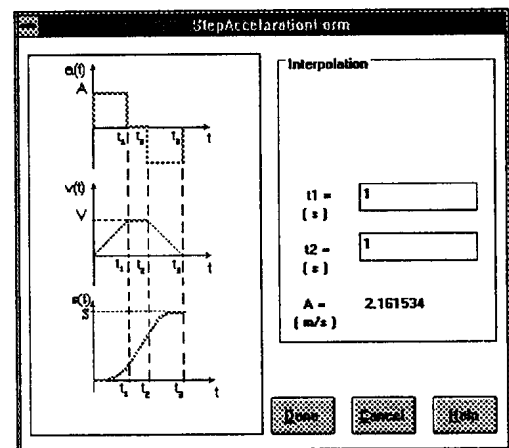 StepAccelarationForm
a(t)
A
t₁ t₂ t₃ t
v(t)
V
t₁ t₂ t₃ t
s(t)
S
t₁ t₂ t₃ t
Interpolation
t1 = 1
( s )
t2 = 1
( s )
A = 2.161534
( m/s )
Done Cancel Help